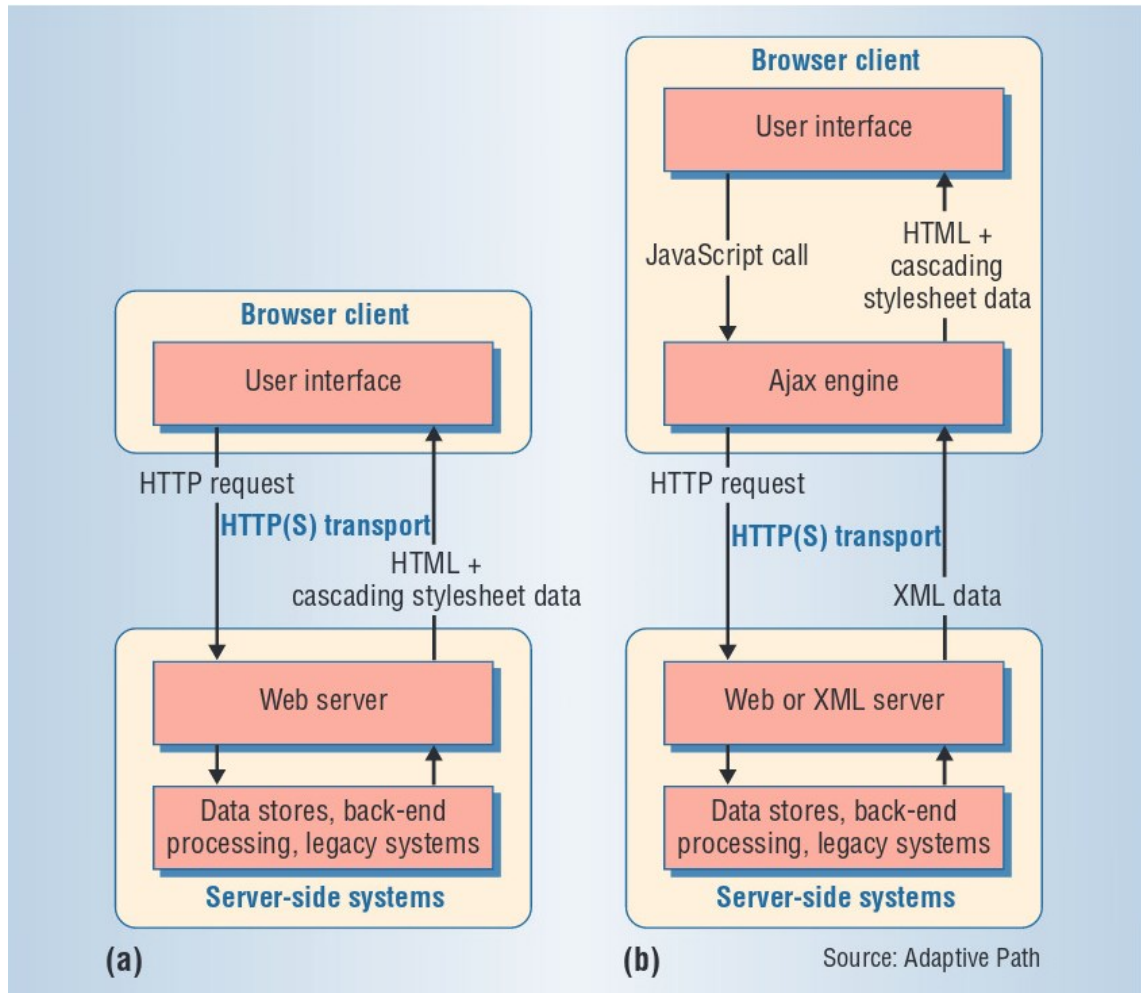 Browser client
User interface
HTTP request
HTTP(S) transport
HTML +
cascading stylesheet data
Web server
Data stores, back-end
processing, legacy systems
Server-side systems
(a)
Browser client
User interface
JavaScript call
HTML +
cascading
stylesheet data
Ajax engine
HTTP request
HTTP(S) transport
XML data
Web or XML server
Data stores, back-end
processing, legacy systems
Server-side systems
(b)
Source: Adaptive Path